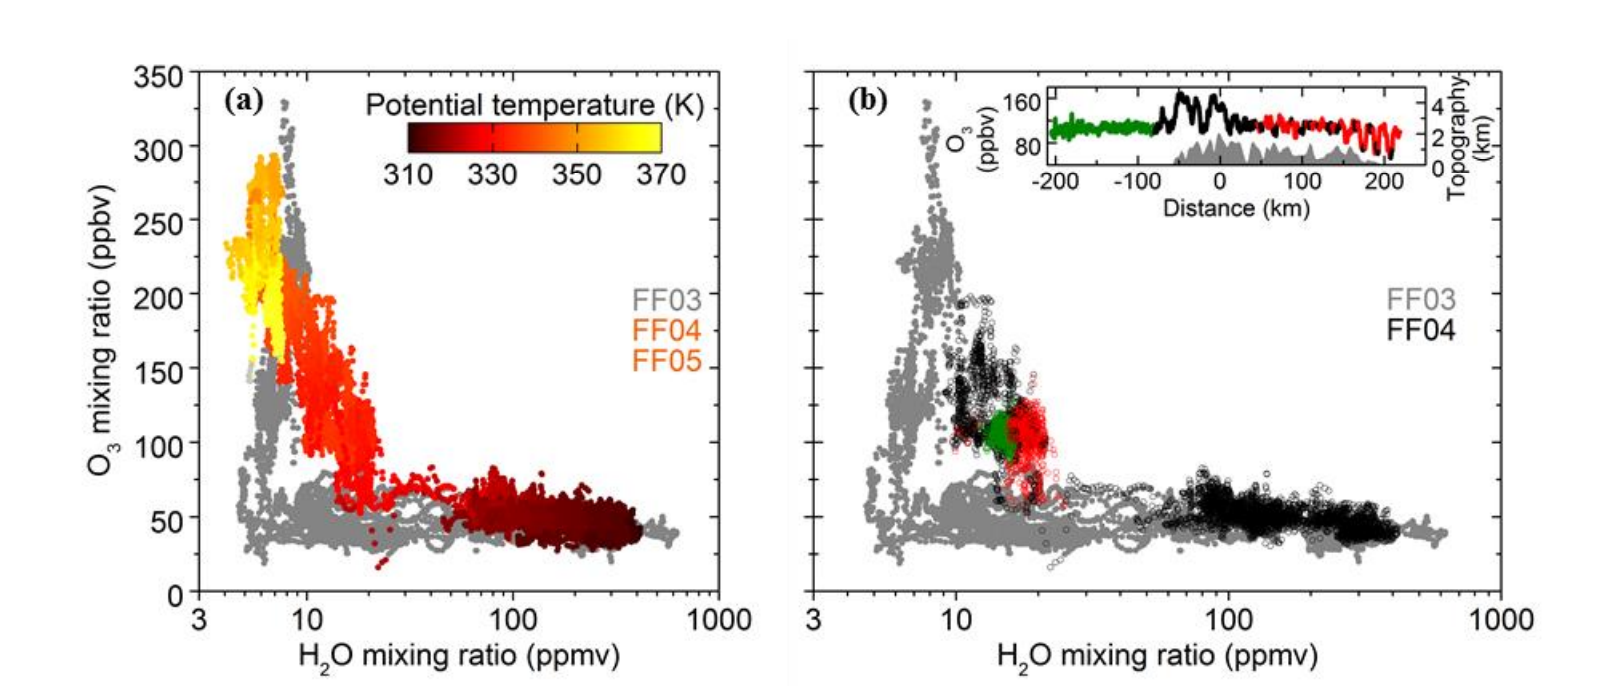 (a)
Potential temperature (K)
310 330 350 370
350
300
250
200
150
100
50
0
O3 mixing ratio (ppbv)
FF03
FF04
FF05
3 10 100 1000
H2O mixing ratio (ppmv)
(b)
O3
(ppbv)
160
80
4
2
0
Topography
(km)
-200 -100 0 100 200
Distance (km)
FF03
FF04
3 10 100 1000
H2O mixing ratio (ppmv)